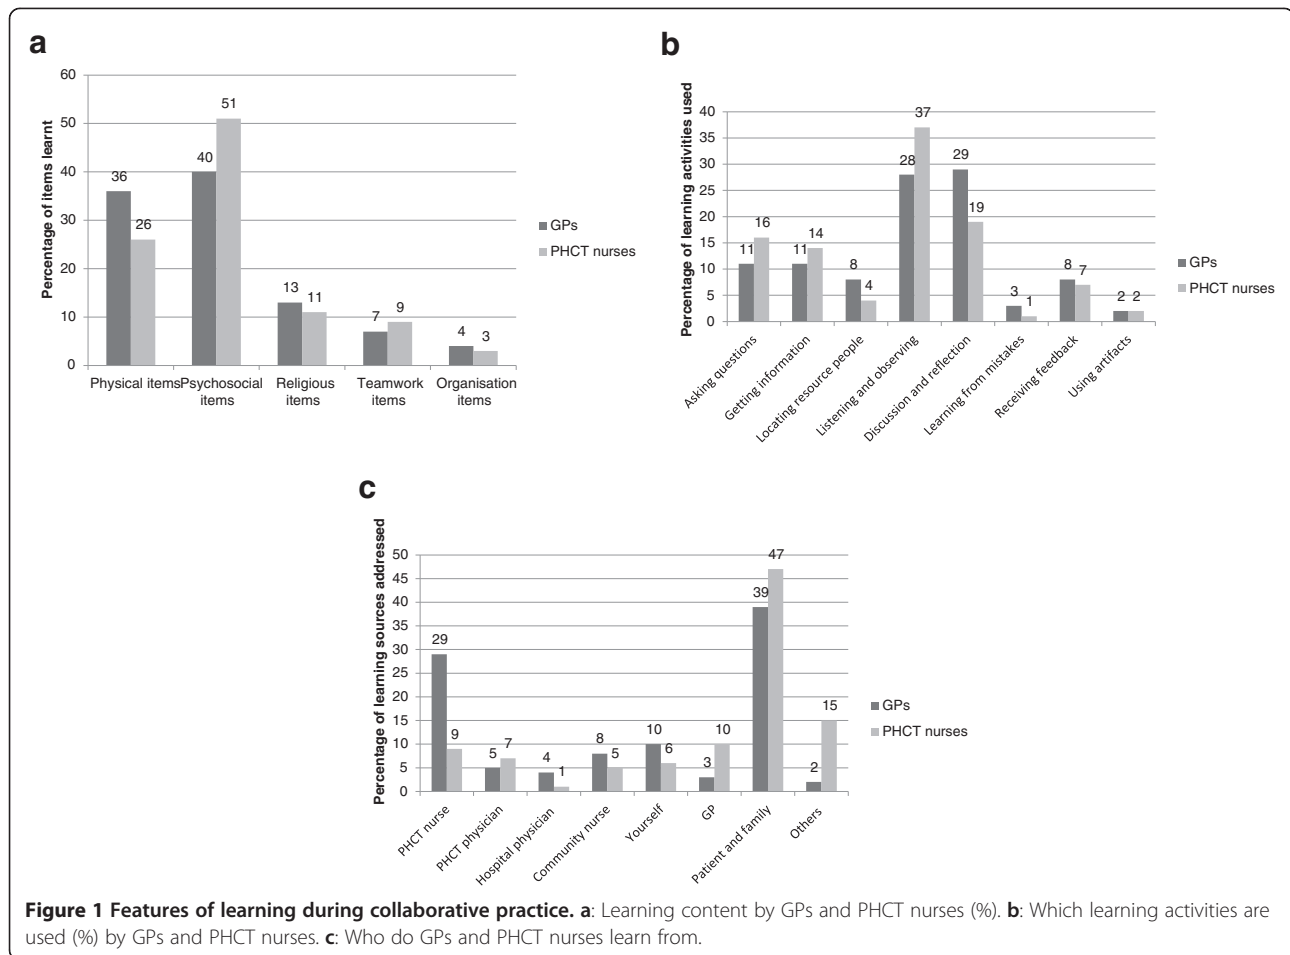 a
Percentage of items learnt
60
50
40
30
20
10
0
36
26
40
51
13
11
7
9
4
3
Physical items
Psychosocial items
Religious items
Teamwork items
Organisation items
GPs
PHCT nurses
b
Percentage of learning activities used
40
35
30
25
20
15
10
5
0
11
16
11
14
8
4
28
37
29
19
3
1
8
7
2
2
Asking questions
Getting information
Locating resource people
Listening and observing
Discussion and reflection
Learning from mistakes
Receiving feedback
Using artifacts
GPs
PHCT nurses
c
Percentage of learning sources addressed
50
45
40
35
30
25
20
15
10
5
0
29
9
5
7
4
1
8
5
10
6
3
10
39
47
2
15
PHCT nurse
PHCT physician
Hospital physician
Community nurse
Yourself
GP
Patient and family
Others
GPs
PHCT nurses
Figure 1 Features of learning during collaborative practice. a: Learning content by GPs and PHCT nurses (%). b: Which learning activities are
used (%) by GPs and PHCT nurses. c: Who do GPs and PHCT nurses learn from.